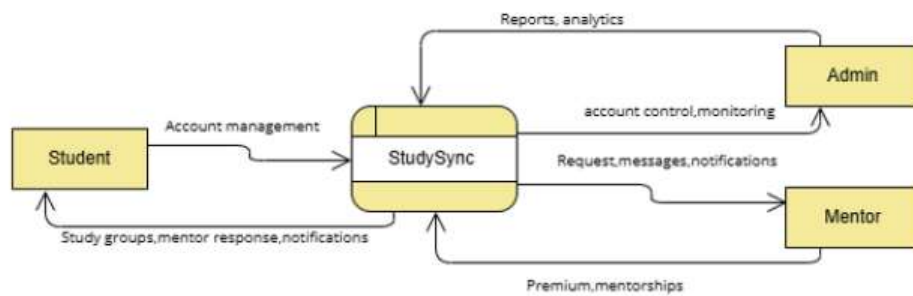 Reports, analytics
Admin
account control,monitoring
Account management
Student
StudySync
Request,messages,notifications
Mentor
Study groups,mentor response,notifications
Premium,mentorships